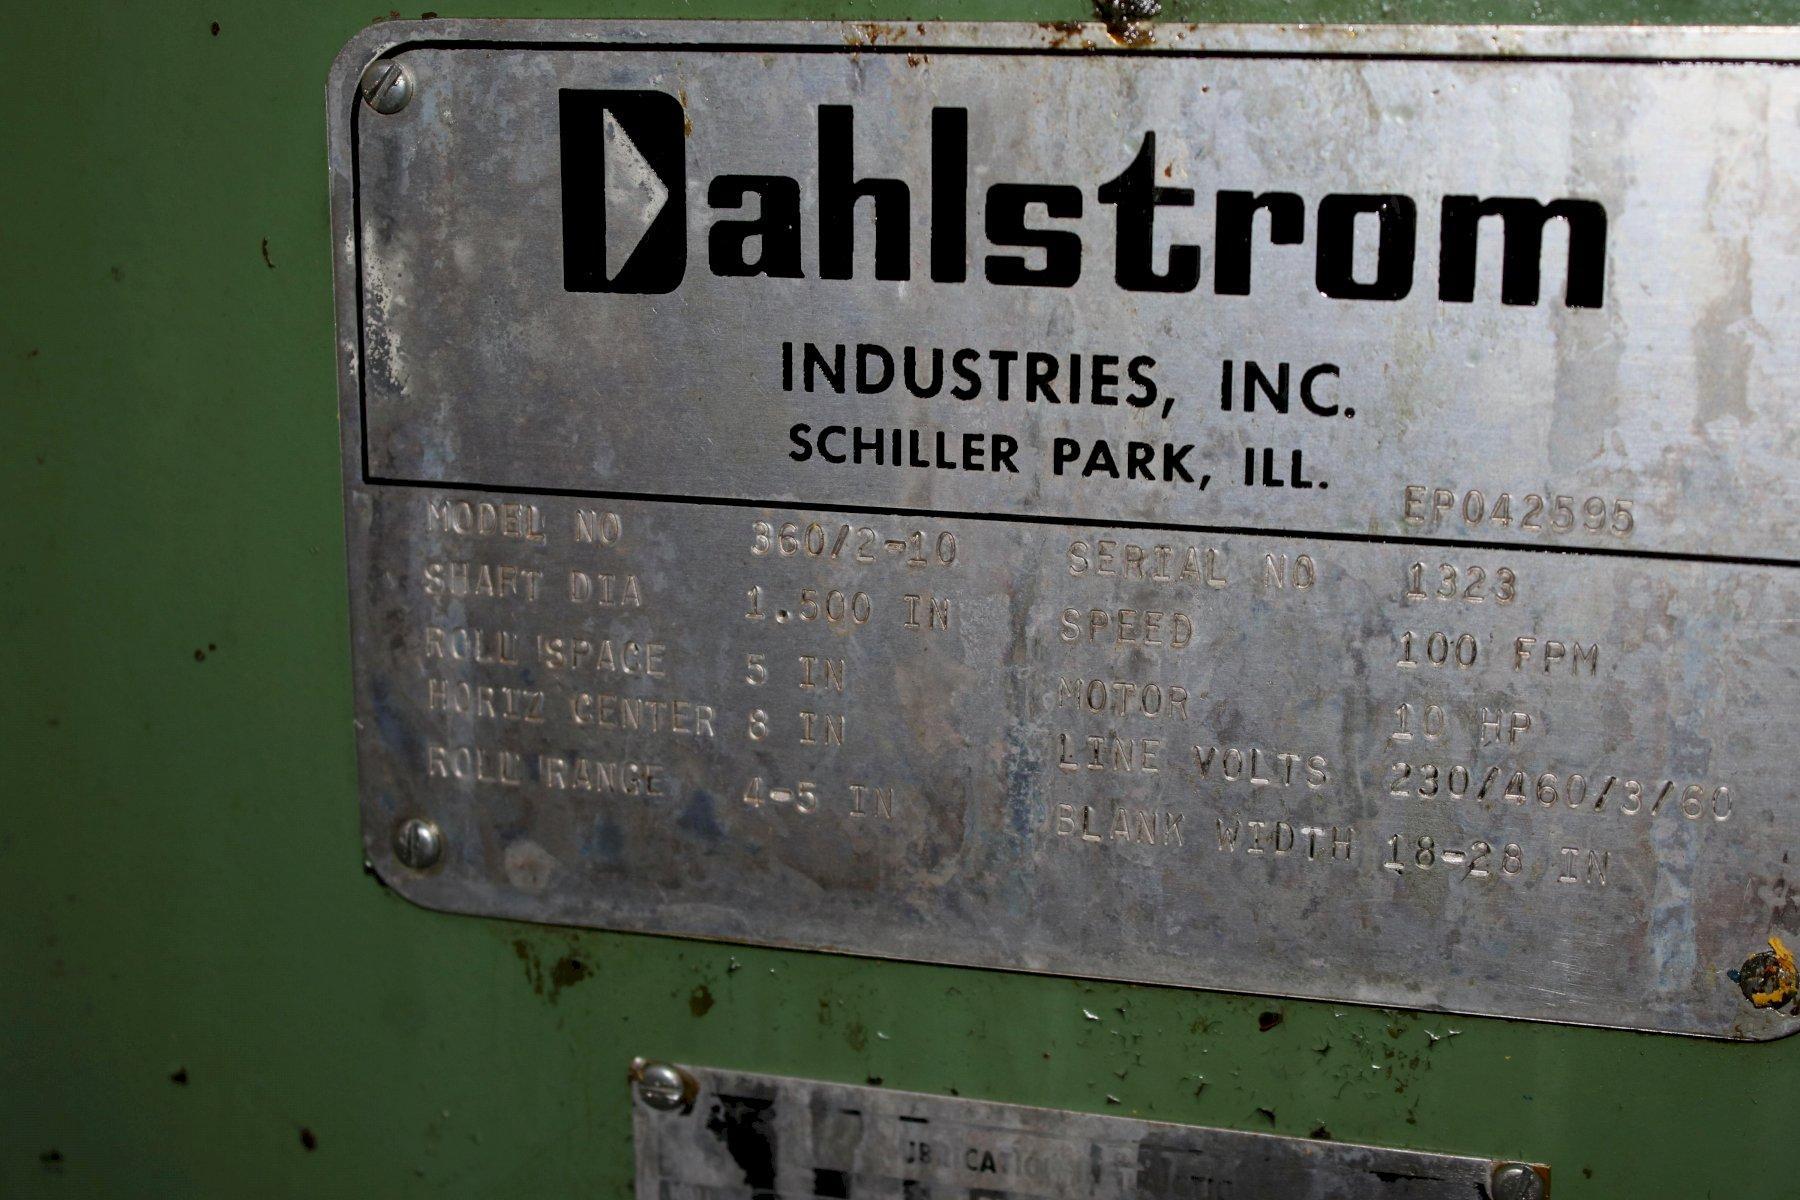 Dahlstrom
INDUSTRIES, INC.
SCHILLER PARK, ILL.
EP042595
MODEL NO 360/2-10 SERIAL NO 1323
SHAFT DIA 1.500 IN SPEED 100 FPM
ROLL SPACE 5 IN MOTOR 10 HP
HORIZ CENTER 8 IN LINE VOLTS 230/460/3/60
ROLL RANGE 4-5 IN BLANK WIDTH 18-28 IN